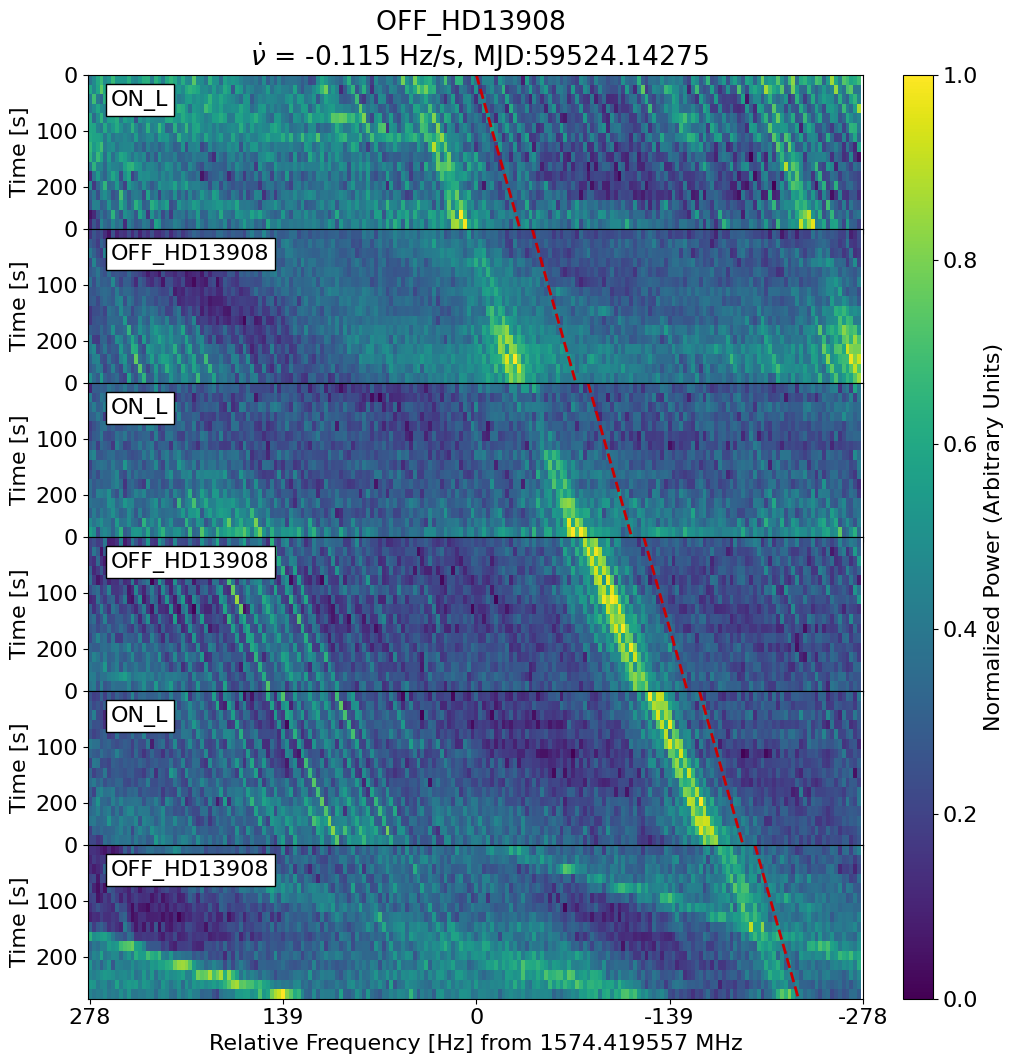 OFF_HD13908
ν̇ = -0.115 Hz/s, MJD:59524.14275
ON_L
OFF_HD13908
ON_L
OFF_HD13908
ON_L
OFF_HD13908
Time [s]
0
100
200
Time [s]
0
100
200
Time [s]
0
100
200
Time [s]
0
100
200
Time [s]
0
100
200
Time [s]
0
100
200
278 139 0 -139 -278
Relative Frequency [Hz] from 1574.419557 MHz
1.0
0.8
0.6
0.4
0.2
0.0
Normalized Power (Arbitrary Units)